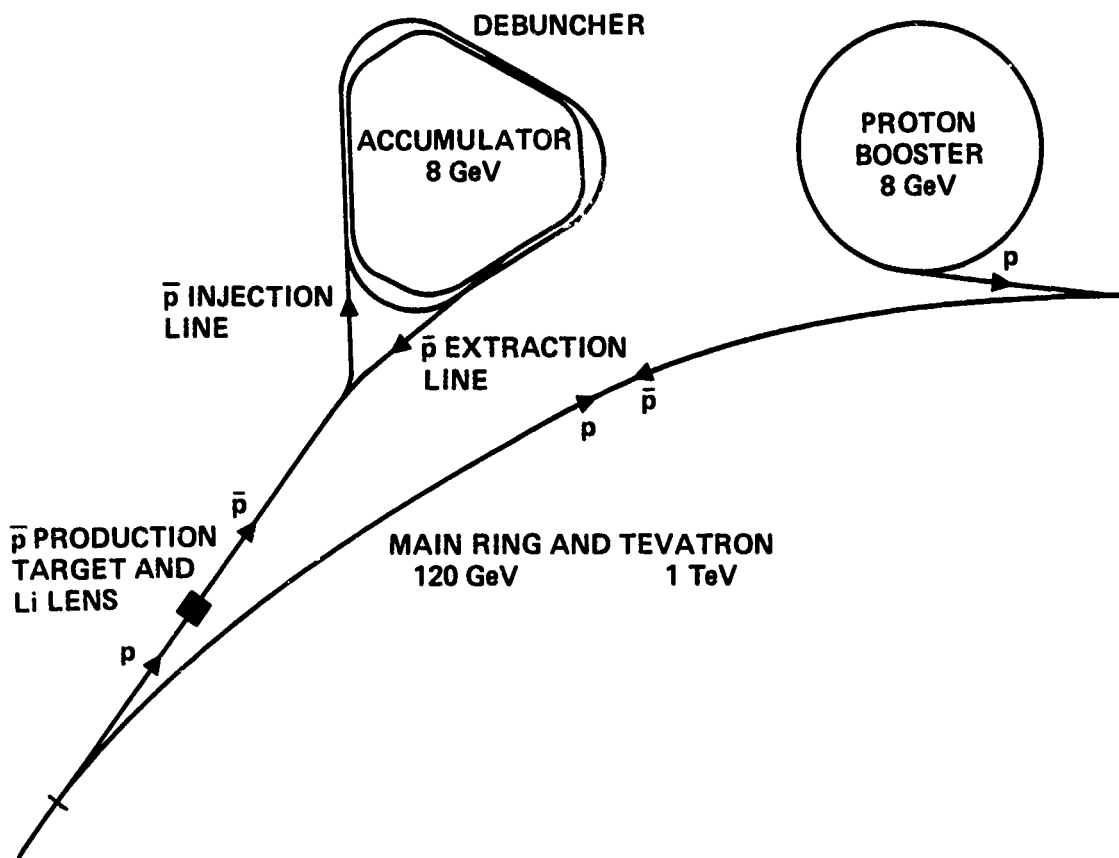 DEBUNCHER
ACCUMULATOR
8 GeV
PROTON
BOOSTER
8 GeV
p
p̅ INJECTION
LINE
p̅ EXTRACTION
LINE
p̅
p
p̅
p̅ PRODUCTION
TARGET AND
Li LENS
MAIN RING AND TEVATRON
120 GeV 1 TeV
p